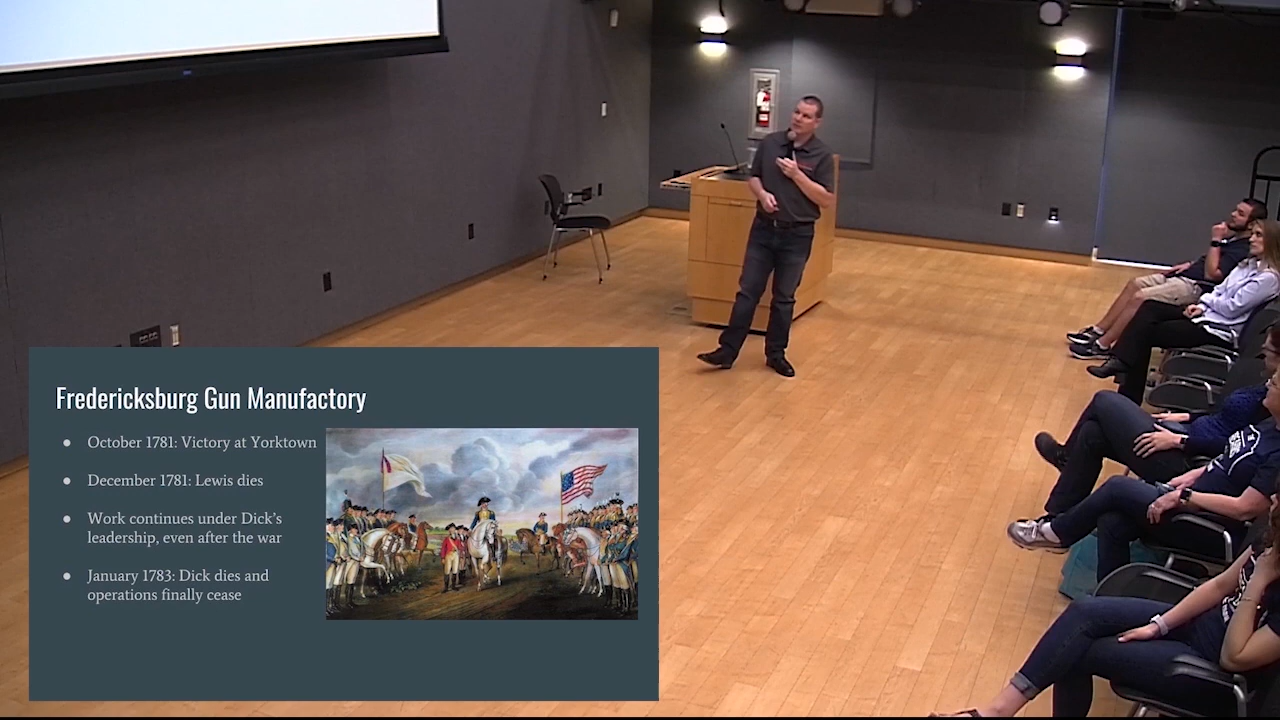 Fredericksburg Gun Manufactory
● October 1781: Victory at Yorktown
● December 1781: Lewis dies
● Work continues under Dick's
leadership, even after the war
● January 1783: Dick dies and
operations finally cease